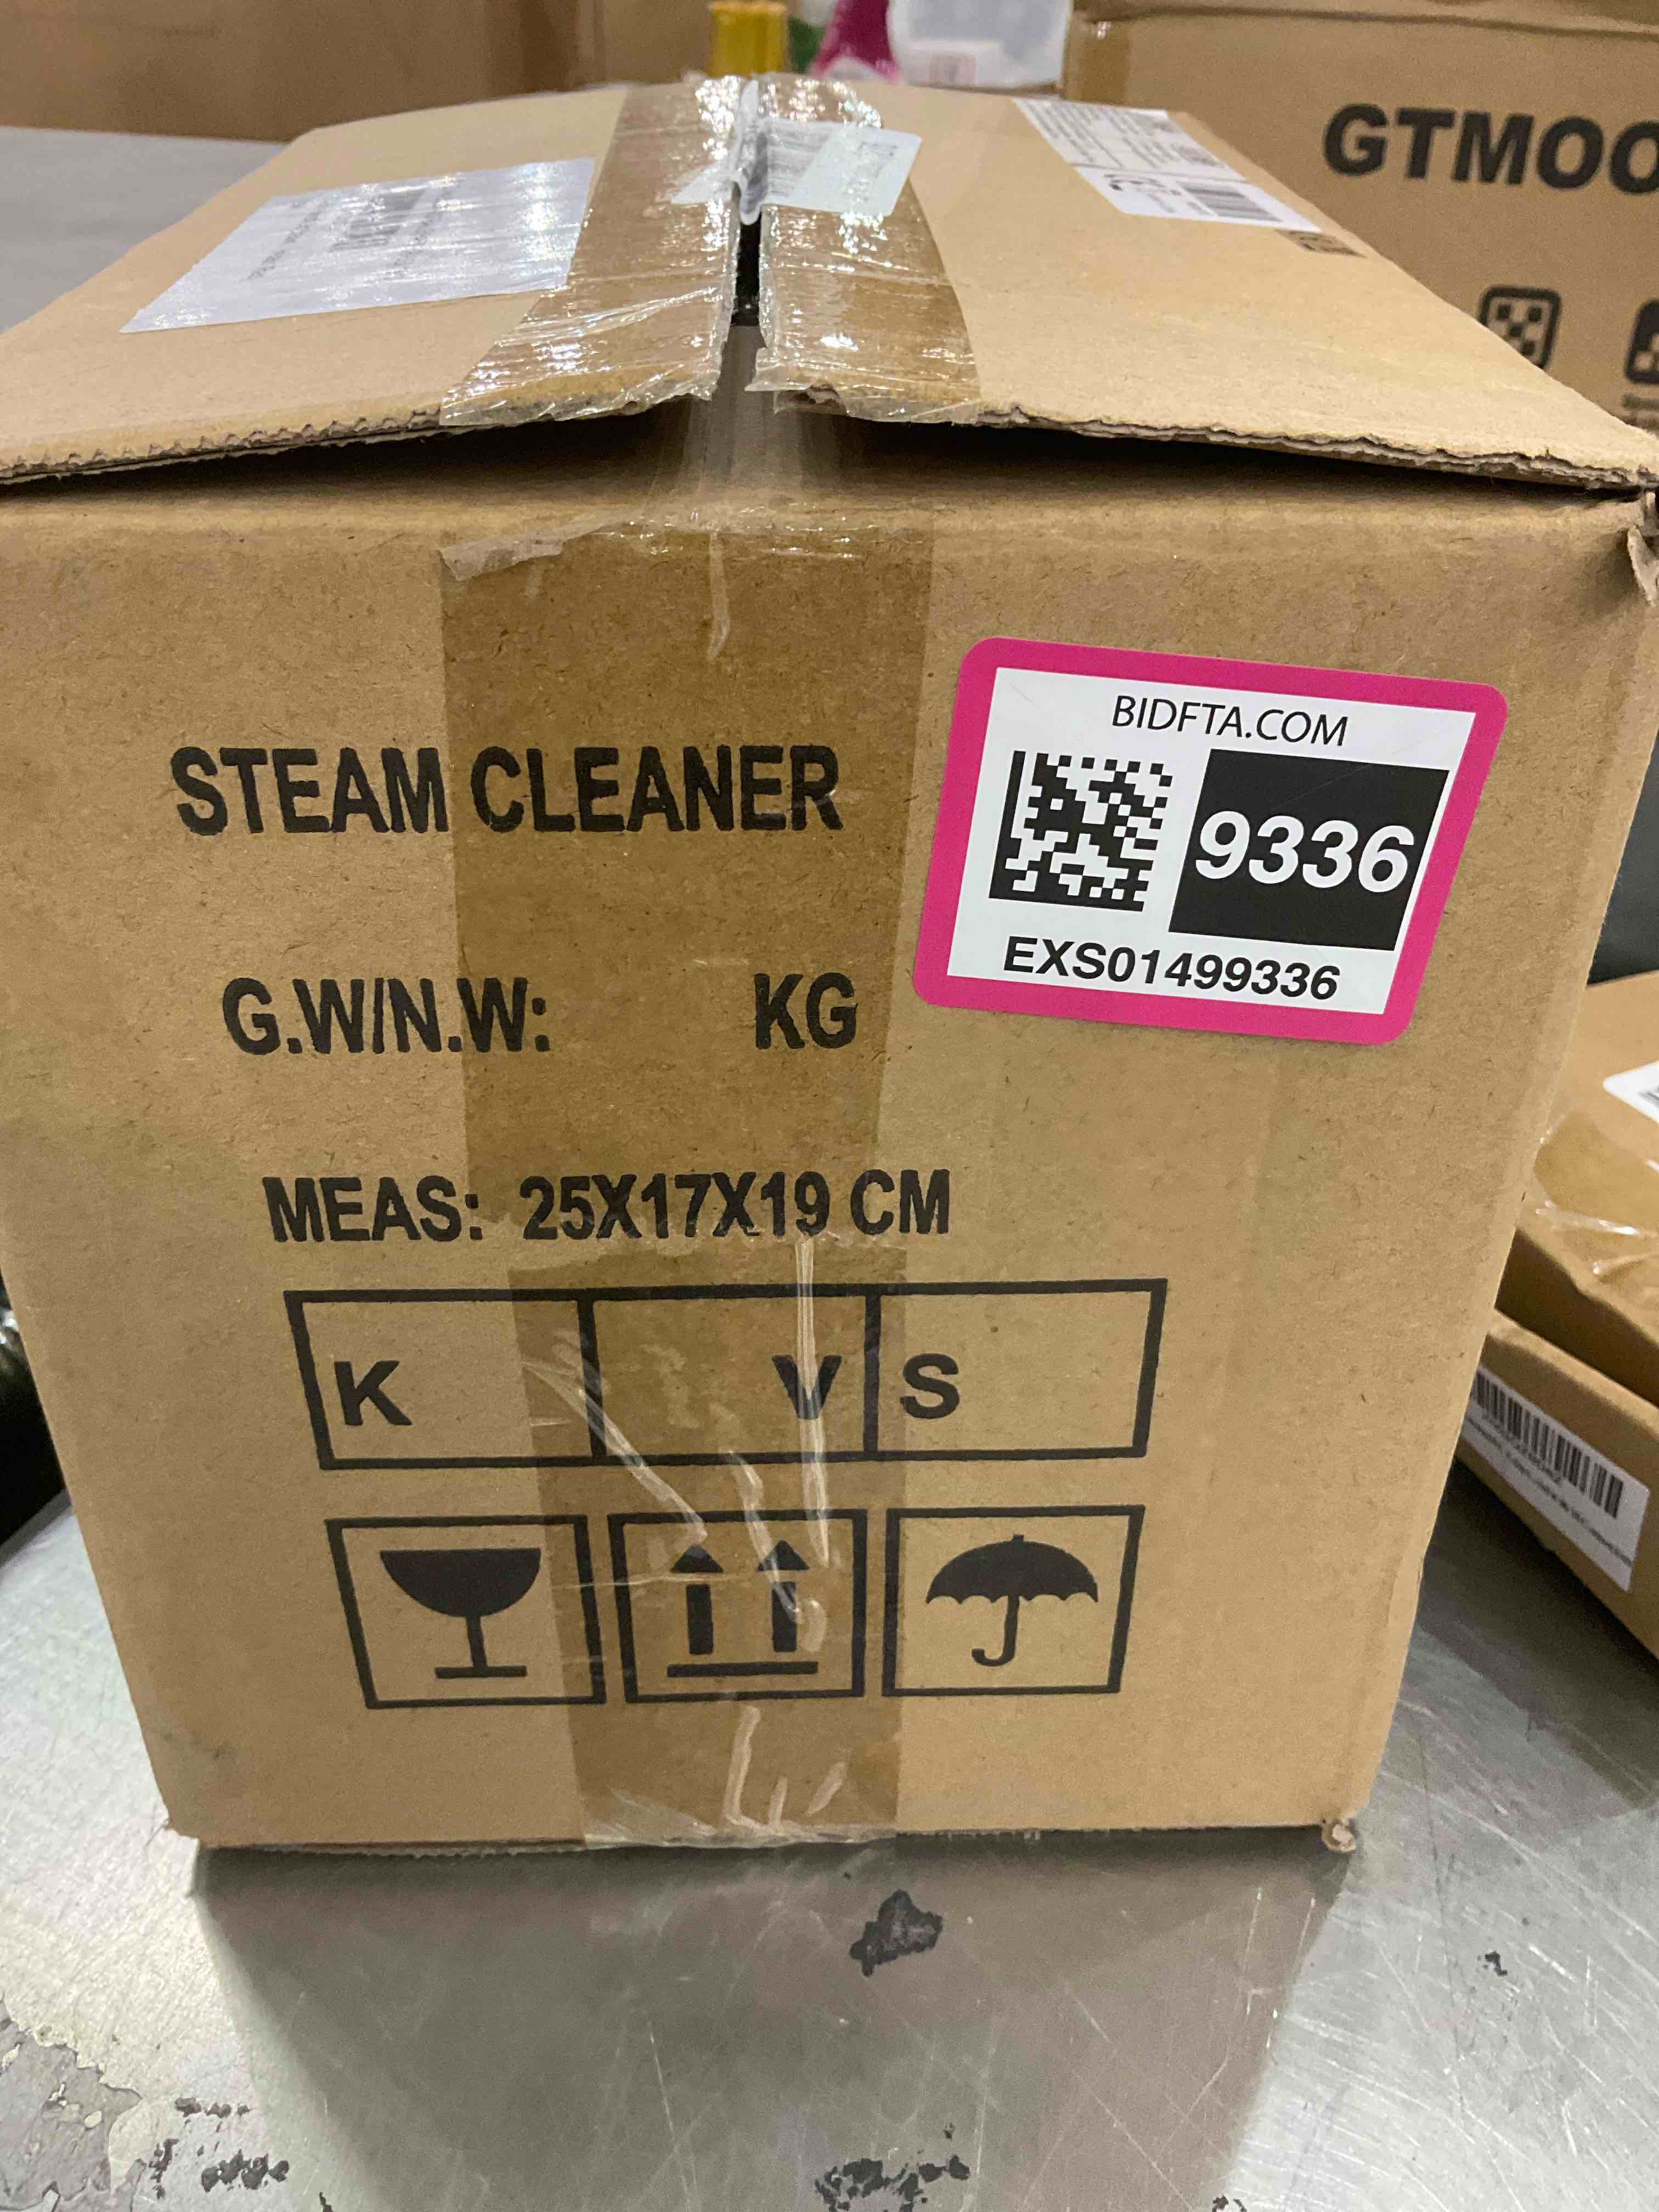 GTMOO
BIDFTA.COM
9336
EXS01499336
STEAM CLEANER
G.W/N.W: KG
MEAS: 25X17X19 CM
K V S